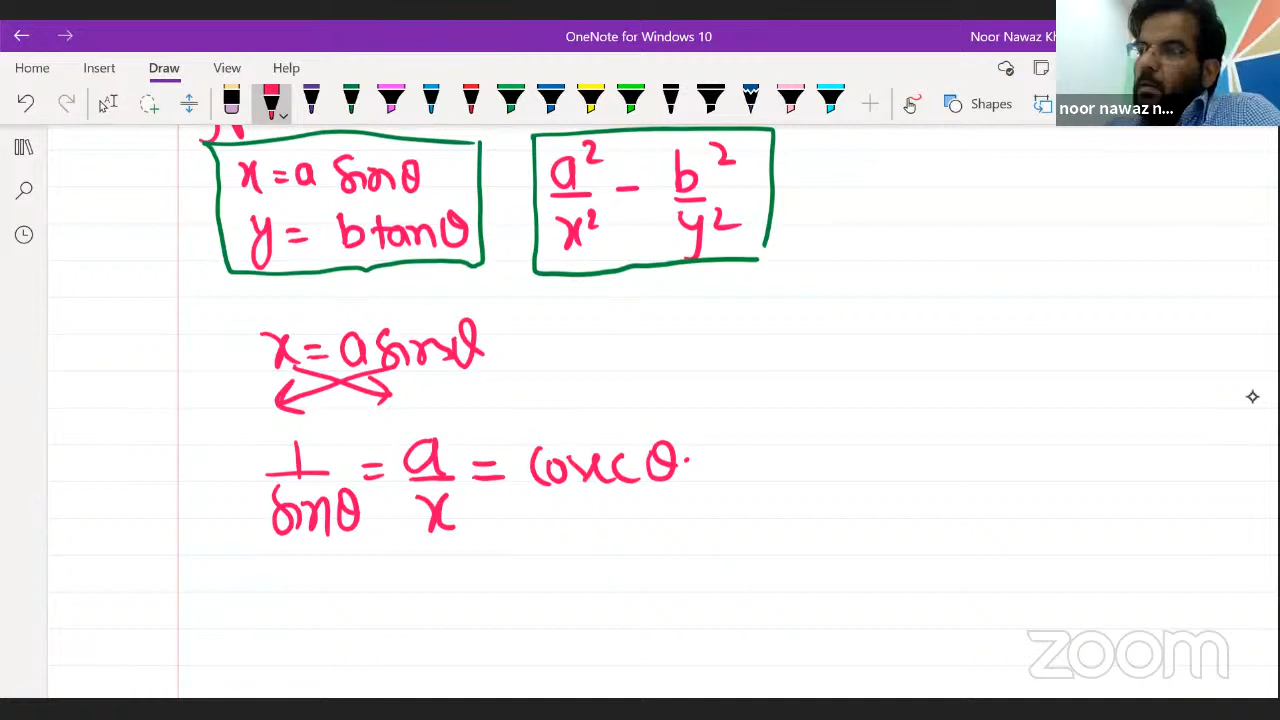 OneNote for Windows 10
Noor Nawaz Kh
Home Insert Draw View Help
Shapes
noor nawaz n...
x = a sinθ
y = b tanθ
a²/x² - b²/y²
x = a sinθ
1/sinθ = a/x = cosec θ.
zoom